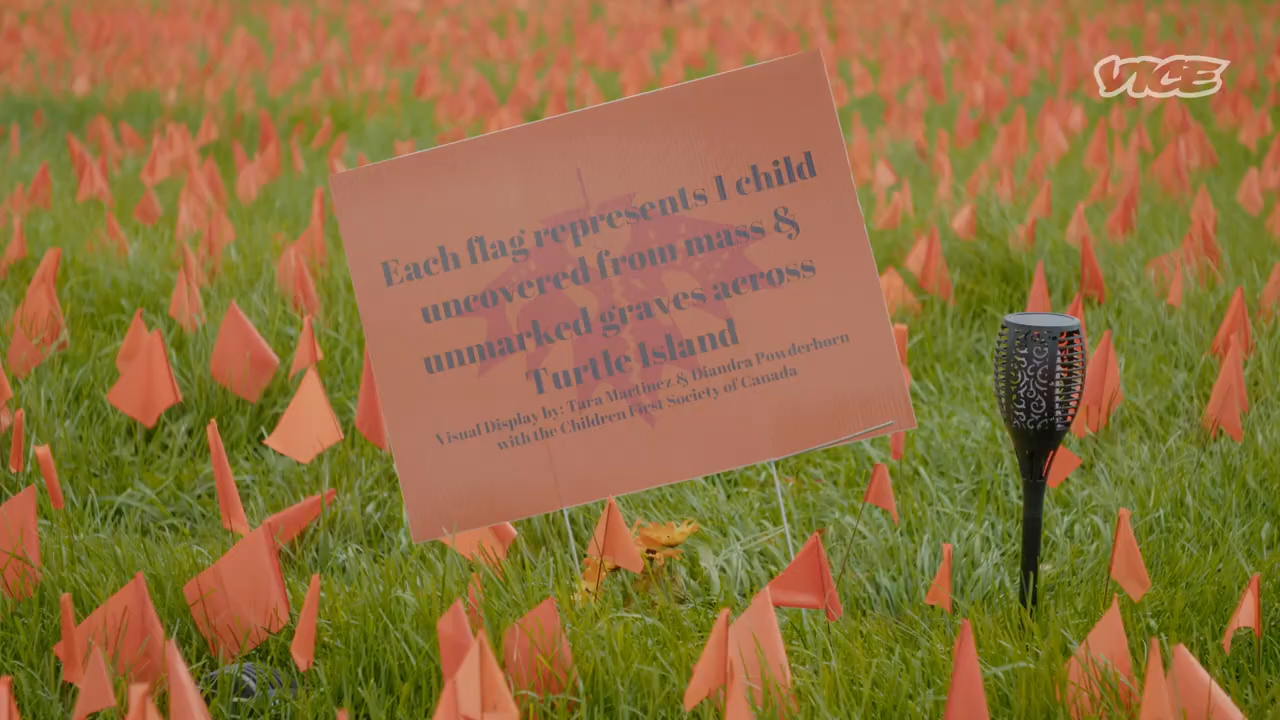 VICE
Each flag represents 1 child
uncovered from mass &
unmarked graves across
Turtle Island
Visual Display by: Tara Martinez & Diandra Powderhorn
with the Children First Society of Canada